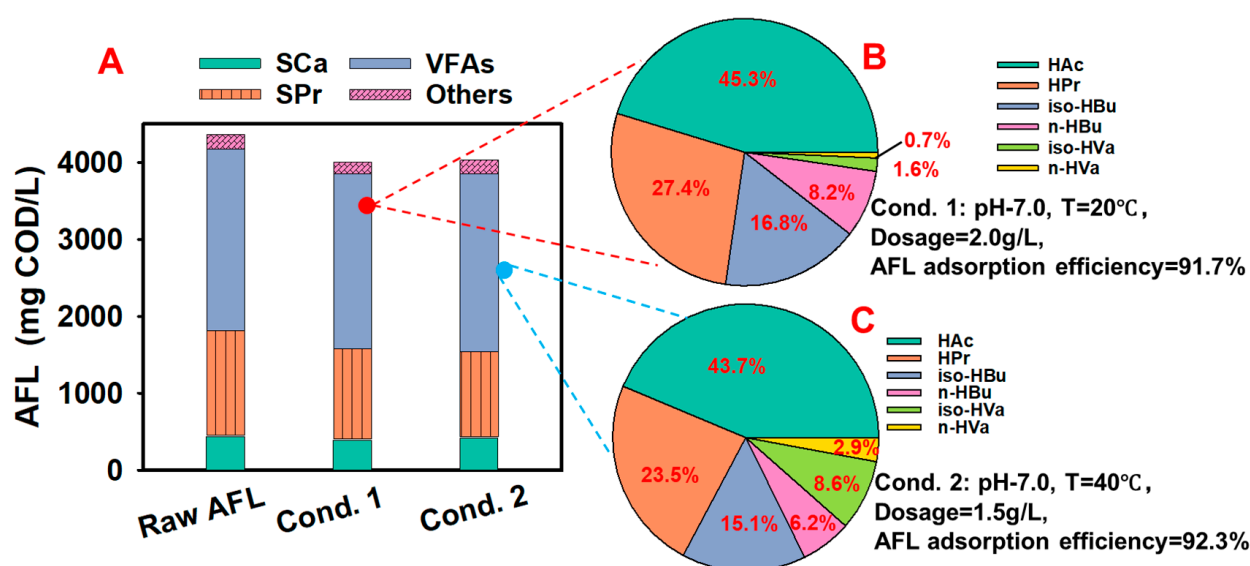 A
SCa
VFAs
SPr
Others
AFL (mg COD/L)
4000
3000
2000
1000
0
Raw AFL
Cond. 1
Cond. 2
B
45.3%
27.4%
16.8%
8.2%
1.6%
0.7%
HAc
HPr
iso-HBu
n-HBu
iso-HVa
n-HVa
Cond. 1: pH-7.0, T=20℃,
Dosage=2.0g/L,
AFL adsorption efficiency=91.7%
C
43.7%
23.5%
15.1%
6.2%
8.6%
2.9%
HAc
HPr
iso-HBu
n-HBu
iso-HVa
n-HVa
Cond. 2: pH-7.0, T=40℃,
Dosage=1.5g/L,
AFL adsorption efficiency=92.3%